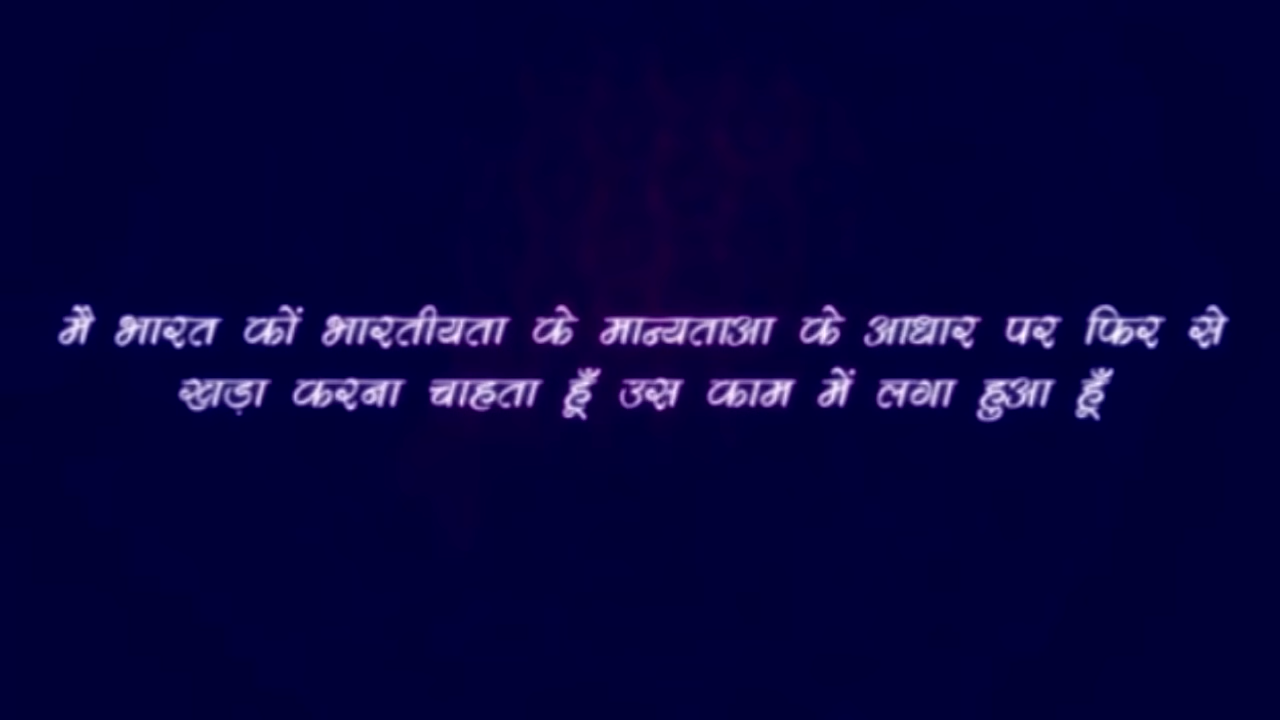 मै भारत कों भारतीयता के मान्यताआ के आधार पर फिर से
खड़ा करना चाहता हूँ उस काम में लगा हुआ हूँ